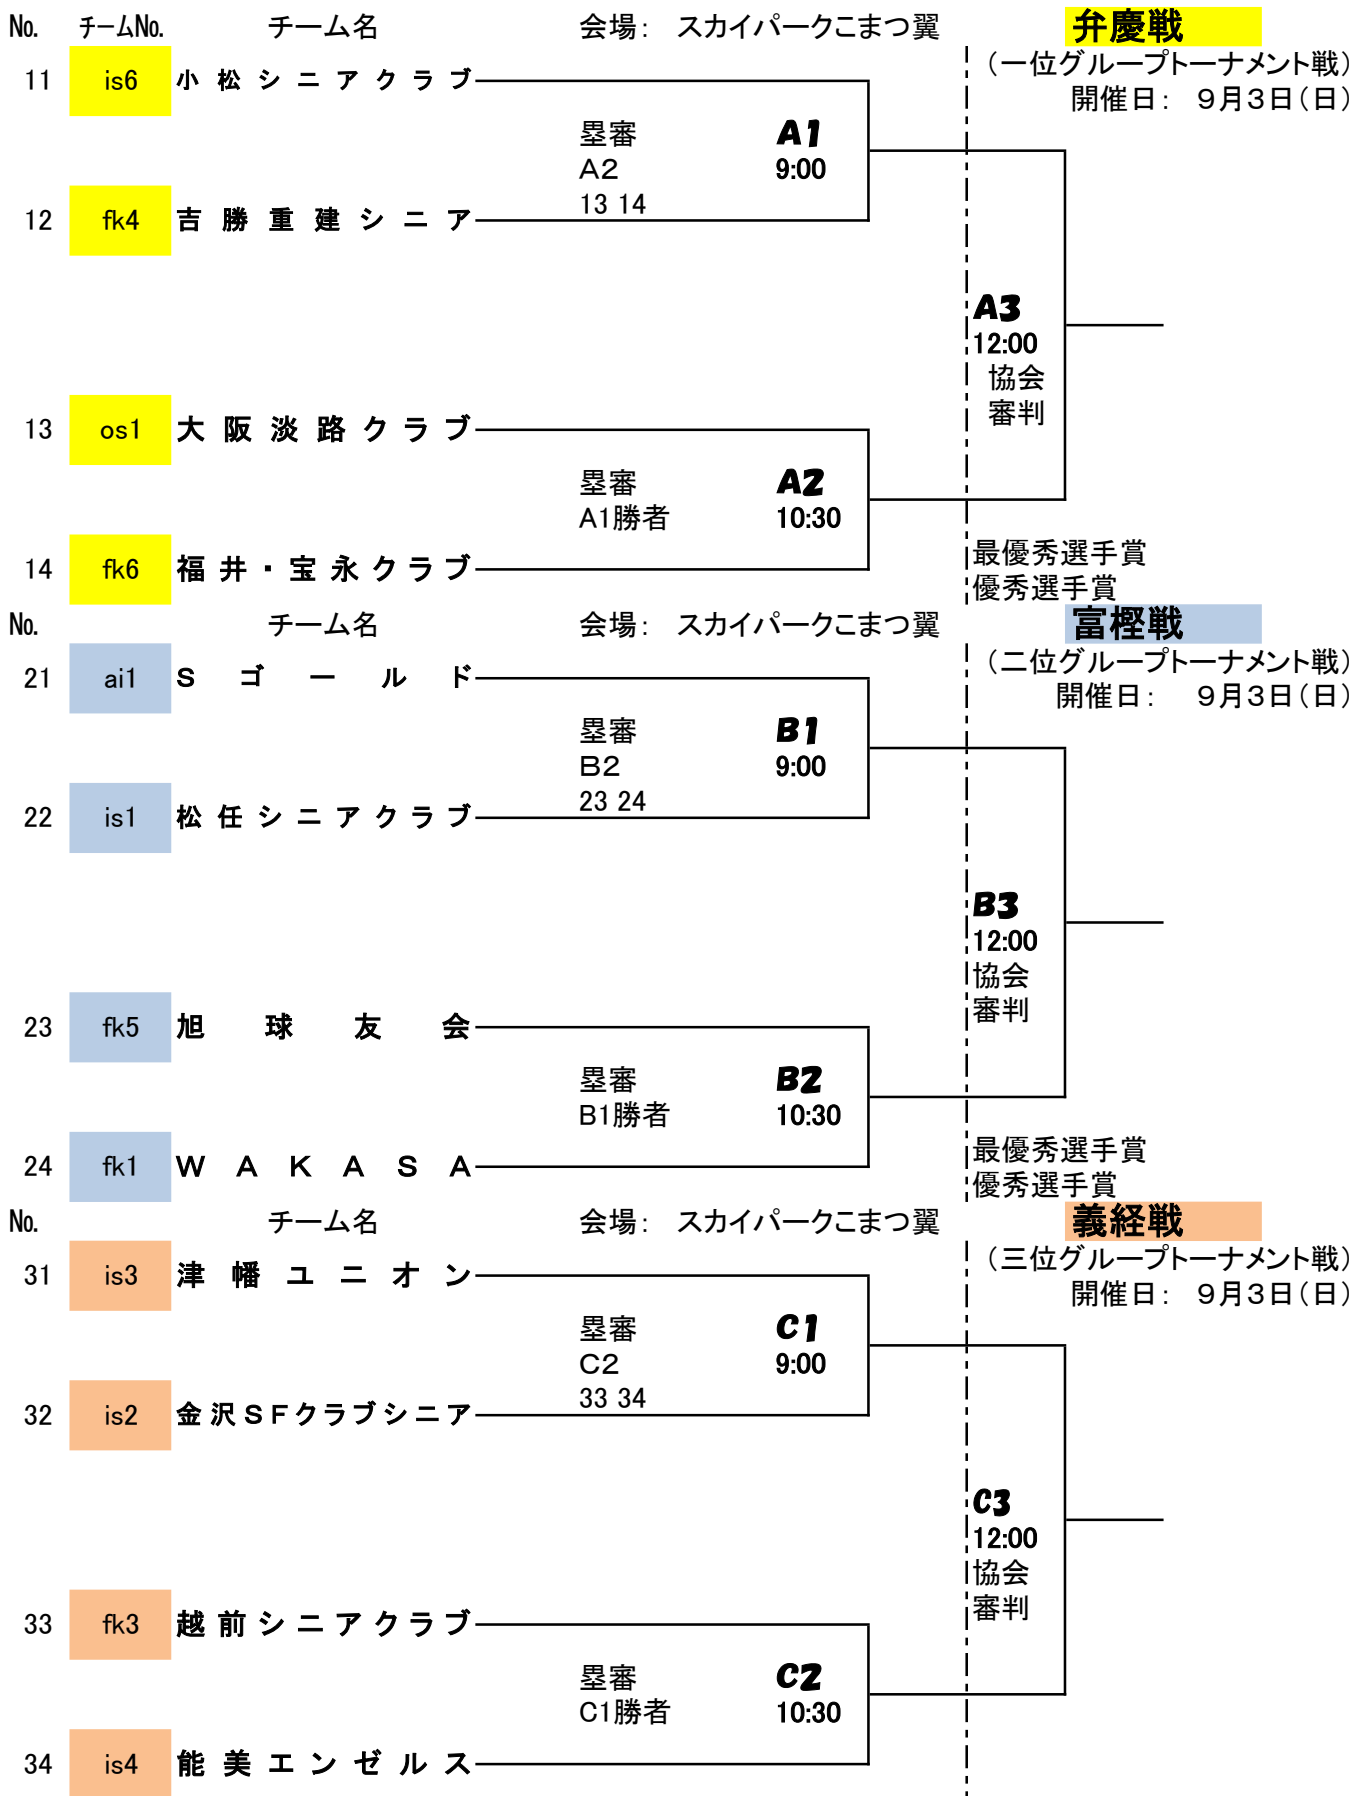 No. チームNo. チーム名 会場： スカイパークこまつ翼 弁慶戦
（一位グループトーナメント戦）
11 is6 小松シニアクラブ
開催日： 9月3日（日）
塁審 A1
A2 9:00
13 14
12 fk4 吉勝重建シニア
A3
12:00
協会
審判
13 os1 大阪淡路クラブ
塁審 A2
A1勝者 10:30
最優秀選手賞
14 fk6 福井・宝永クラブ
優秀選手賞
No. チーム名 会場： スカイパークこまつ翼 富樫戦
（二位グループトーナメント戦）
21 ai1 Sゴールド
開催日： 9月3日（日）
塁審 B1
B2 9:00
23 24
22 is1 松任シニアクラブ
B3
12:00
協会
審判
23 fk5 旭球友会
塁審 B2
B1勝者 10:30
最優秀選手賞
24 fk1 WAKASA
優秀選手賞
No. チーム名 会場： スカイパークこまつ翼 義経戦
（三位グループトーナメント戦）
31 is3 津幡ユニオン
開催日： 9月3日（日）
塁審 C1
C2 9:00
33 34
32 is2 金沢SFクラブシニア
C3
12:00
協会
審判
33 fk3 越前シニアクラブ
塁審 C2
C1勝者 10:30
34 is4 能美エンゼルス